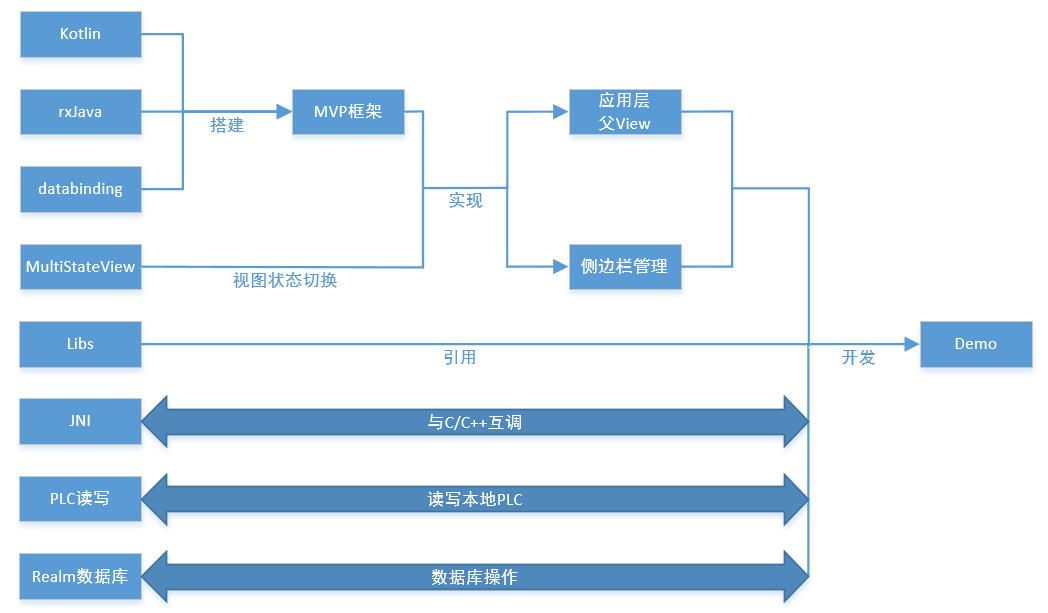 Kotlin
rxJava
搭建
MVP框架
应用层
父View
databinding
实现
MultiStateView
视图状态切换
侧边栏管理
Libs
引用
开发
Demo
JNI
与C/C++互调
PLC读写
读写本地PLC
Realm数据库
数据库操作